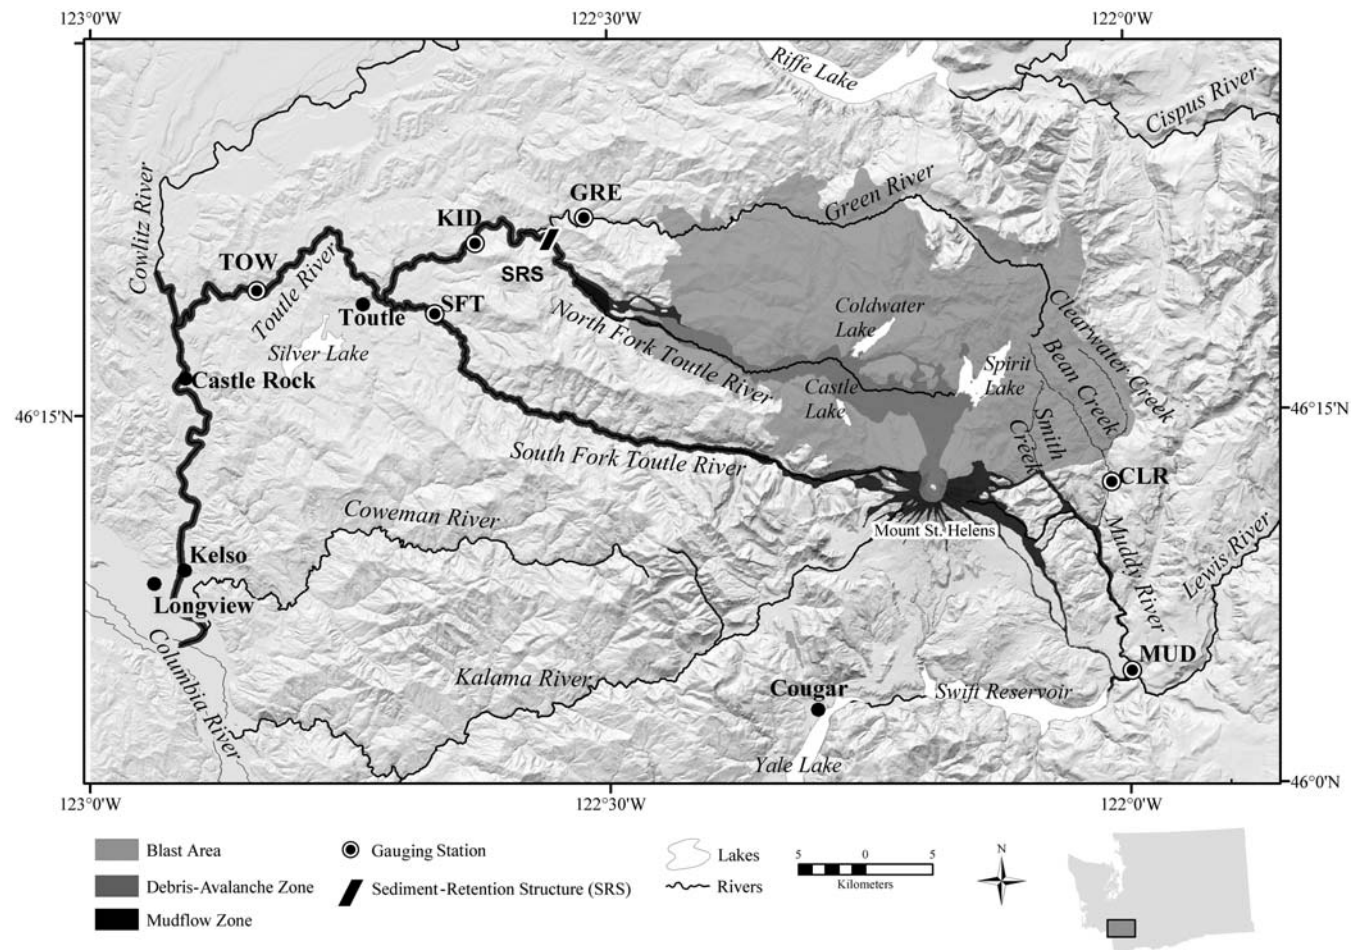 123°0'W
122°30'W
122°0'W
Riffe Lake
Cispus River
Cowlitz River
GRE
Green River
KID
TOW
SRS
Toutle River
SFT
Toutle
Silver Lake
North Fork Toutle River
Coldwater
Lake
Clearwater Creek
Spirit
Lake
Bean Creek
Castle
Lake
Castle Rock
46°15'N
46°15'N
Smith
Creek
South Fork Toutle River
CLR
Coweman River
Mount St. Helens
Muddy River
Lewis River
Kelso
Longview
Columbia River
MUD
Kalama River
Cougar
Swift Reservoir
Yale Lake
46°0'N
123°0'W
122°30'W
122°0'W
Blast Area
Debris-Avalanche Zone
Mudflow Zone
Gauging Station
Sediment-Retention Structure (SRS)
Lakes
Rivers
5 0 5
Kilometers
N